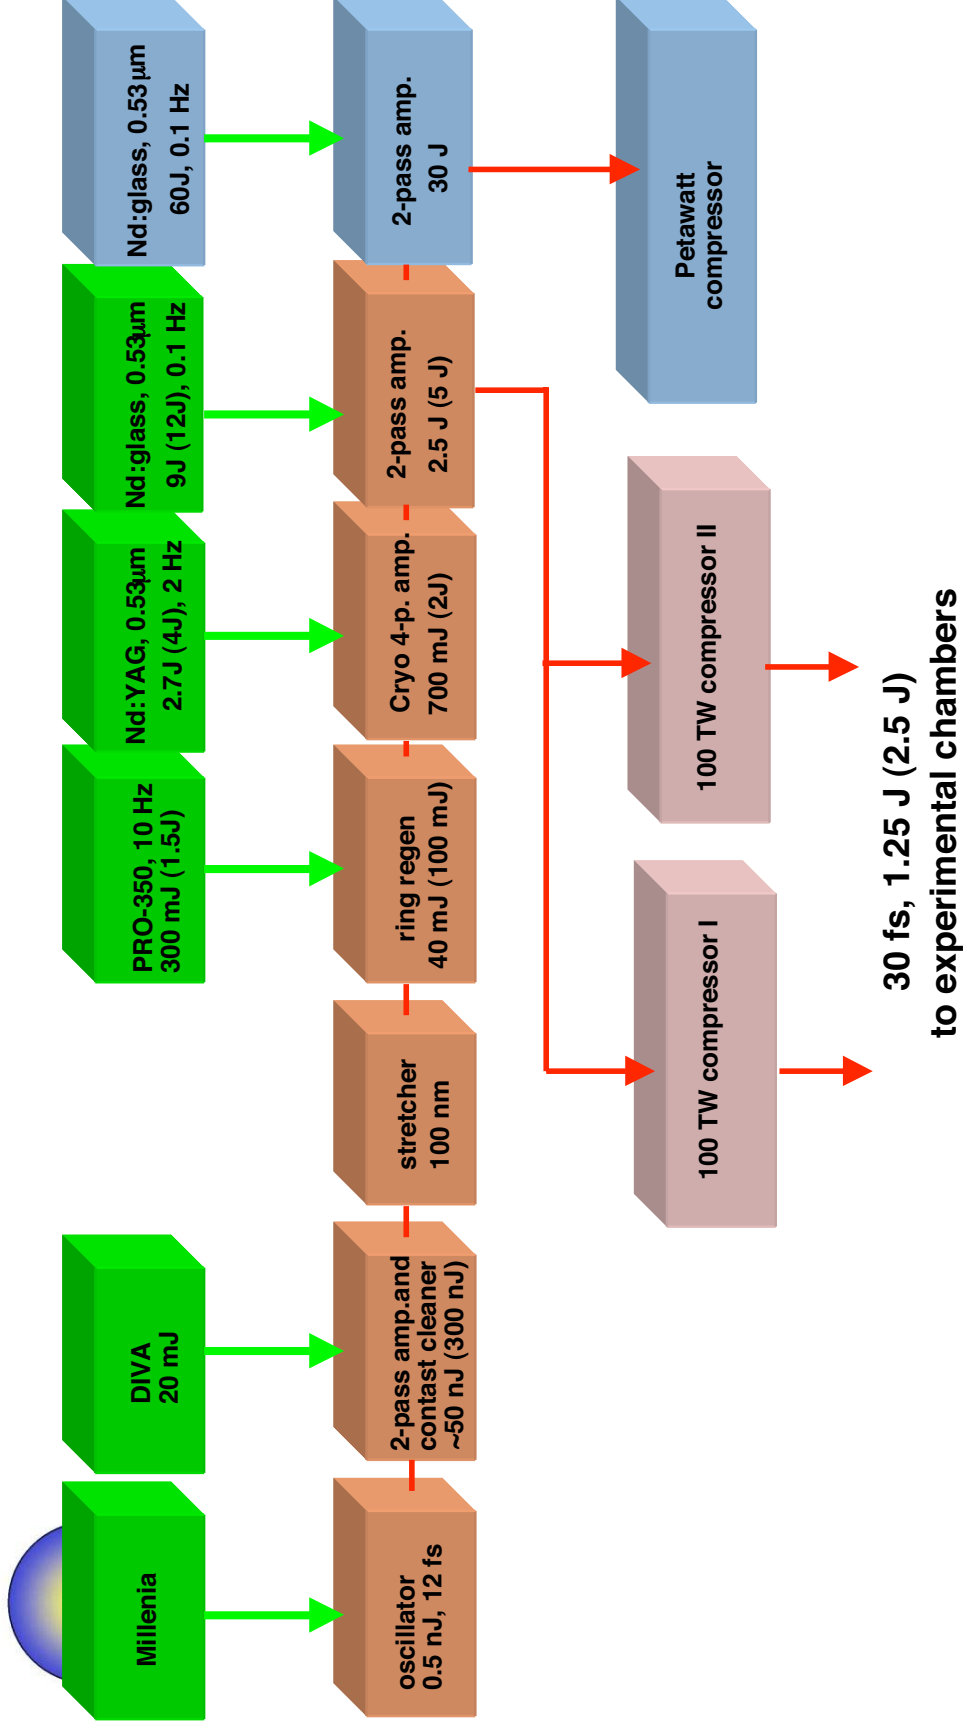 Millenia
DIVA
20 mJ
PRO-350, 10 Hz
300 mJ (1.5J)
Nd:YAG, 0.53µm
2.7J (4J), 2 Hz
Nd:glass, 0.53µm
9J (12J), 0.1 Hz
Nd:glass, 0.53µm
60J, 0.1 Hz
oscillator
0.5 nJ, 12 fs
2-pass amp.and
contast cleaner
~50 nJ (300 nJ)
stretcher
100 nm
ring regen
40 mJ (100 mJ)
Cryo 4-p. amp.
700 mJ (2J)
2-pass amp.
2.5 J (5 J)
2-pass amp.
30 J
100 TW compressor I
100 TW compressor II
Petawatt
compressor
30 fs, 1.25 J (2.5 J)
to experimental chambers